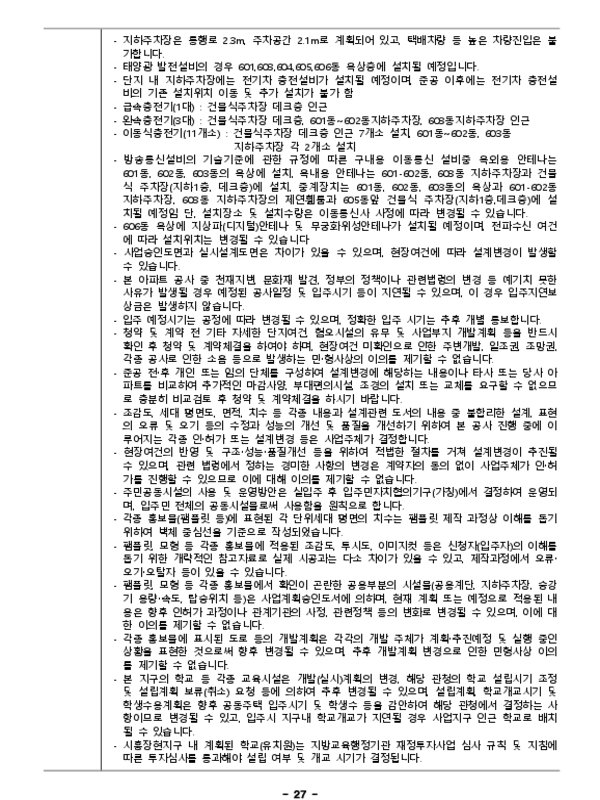 - 지하주차장은 통행로 2.3m, 주차공간 2.1m로 계획되어 있고, 택배차량 등 높은 차량진입은 불
가합니다.
- 태양광 발전설비의 경우 601,603,604,605,606동 옥상층에 설치될 예정입니다.
- 단지 내 지하주차장에는 전기차 충전설비가 설치될 예정이며, 준공 이후에는 전기차 충전설
비의 기존 설치위치 이동 및 추가 설치가 불가 함
- 급속충전기(1대) : 건물식주차장 데크층 인근
- 완속충전기(3대) : 건물식주차장 데크층, 601동~602동지하주차장, 603동지하주차장 인근
- 이동식충전기(11개소) : 건물식주차장 데크층 인근 7개소 설치, 601동~602동, 603동
지하주차장 각 2개소 설치
- 방송통신설비의 기술기준에 관한 규정에 따른 구내용 이동통신 설비중 옥외용 안테나는
601동, 602동, 603동의 옥상에 설치, 옥내용 안테나는 601-602동, 603동 지하주차장과 건물
식 주차장(지하1층, 데크층)에 설치, 중계장치는 601동, 602동, 603동의 옥상과 601-602동
지하주차장, 603동 지하주차장의 제연휀룸과 605동앞 건물식 주차장(지하1층,데크층)에 설
치될 예정임 단, 설치장소 및 설치수량은 이동통신사 사정에 따라 변경될 수 있습니다.
- 606동 옥상에 지상파(디지털)안테나 및 무궁화위성안테나가 설치될 예정이며, 전파수신 여건
에 따라 설치위치는 변경될 수 있습니다
- 사업승인도면과 실시설계도면은 차이가 있을 수 있으며, 현장여건에 따라 설계변경이 발생할
수 있습니다.
- 본 아파트 공사 중 천재지변, 문화재 발견, 정부의 정책이나 관련법령의 변경 등 예기치 못한
사유가 발생될 경우 예정된 공사일정 및 입주시기 등이 지연될 수 있으며, 이 경우 입주지연보
상금은 발생하지 않습니다.
- 입주 예정시기는 공정에 따라 변경될 수 있으며, 정확한 입주 시기는 추후 개별 통보합니다.
- 청약 및 계약 전 기타 자세한 단지여건, 혐오시설의 유무 및 사업부지 개발계획 등을 반드시
확인 후 청약 및 계약체결을 하여야 하며, 현장여건 미확인으로 인한 주변개발, 일조권, 조망권,
각종 공사로 인한 소음 등으로 발생하는 민·형사상의 이의를 제기할 수 없습니다.
- 준공 전·후 개인 또는 임의 단체를 구성하여 설계변경에 해당하는 내용이나 타사 또는 당사 아
파트를 비교하여 추가적인 마감사양, 부대편의시설, 조경의 설치 또는 교체를 요구할 수 없으므
로 충분히 비교검토 후 청약 및 계약체결을 하시기 바랍니다.
- 조감도, 세대 평면도, 면적, 치수 등 각종 내용과 설계관련 도서의 내용 중 불합리한 설계, 표현
의 오류 및 오기 등의 수정과 성능의 개선 및 품질을 개선하기 위하여 본 공사 진행 중에 이
루어지는 각종 인·허가 또는 설계변경 등은 사업주체가 결정합니다.
- 현장여건의 반영 및 구조·성능·품질개선 등을 위하여 적법한 절차를 거쳐 설계변경이 추진될
수 있으며, 관련 법령에서 정하는 경미한 사항의 변경은 계약자의 동의 없이 사업주체가 인·허
가를 진행할 수 있으므로 이에 대해 이의를 제기할 수 없습니다.
- 주민공동시설의 사용 및 운영방안은 실입주 후 입주민자치협의기구(가칭)에서 결정하여 운영되
며, 입주민 전체의 공동시설물로써 사용함을 원칙으로 합니다.
- 각종 홍보물(팸플릿 등)에 표현된 각 단위세대 평면의 치수는 팸플릿 제작 과정상 이해를 돕기
위하여 벽체 중심선을 기준으로 작성되었습니다.
- 팸플릿, 모형 등 각종 홍보물에 적용된 조감도, 투시도, 이미지컷 등은 신청자(입주자)의 이해를
돕기 위한 개략적인 참고자료로 실제 시공과는 다소 차이가 있을 수 있고, 제작과정에서 오류·
오기·오탈자 등이 있을 수 있습니다.
- 팸플릿, 모형 등 각종 홍보물에서 확인이 곤란한 공용부분의 시설물(공용계단, 지하주차장, 승강
기 용량·속도, 탑승위치 등)은 사업계획승인도서에 의하며, 현재 계획 또는 예정으로 적용된 내
용은 향후 인허가 과정이나 관계기관의 사정, 관련정책 등의 변화로 변경될 수 있으며, 이에 대
한 이의를 제기할 수 없습니다.
- 각종 홍보물에 표시된 도로 등의 개발계획은 각각의 개발 주체가 계획·추진예정 및 실행 중인
상황을 표현한 것으로써 향후 변경될 수 있으며, 추후 개발계획 변경으로 인한 민형사상 이의
를 제기할 수 없습니다.
- 본 지구의 학교 등 각종 교육시설은 개발(실시)계획의 변경, 해당 관청의 학교 설립시기 조정
및 설립계획 보류(취소) 요청 등에 의하여 추후 변경될 수 있으며, 설립계획, 학교개교시기 및
학생수용계획은 향후 공동주택 입주시기 및 학생수 등을 감안하여 해당 관청에서 결정하는 사
항이므로 변경될 수 있고, 입주시 지구내 학교개교가 지연될 경우 사업지구 인근 학교로 배치
될 수 있습니다.
- 시흥장현지구 내 계획된 학교(유치원)는 지방교육행정기관 재정투자사업 심사 규칙 및 지침에
따른 투자심사를 통과해야 설립 여부 및 개교 시기가 결정됩니다.
- 27 -